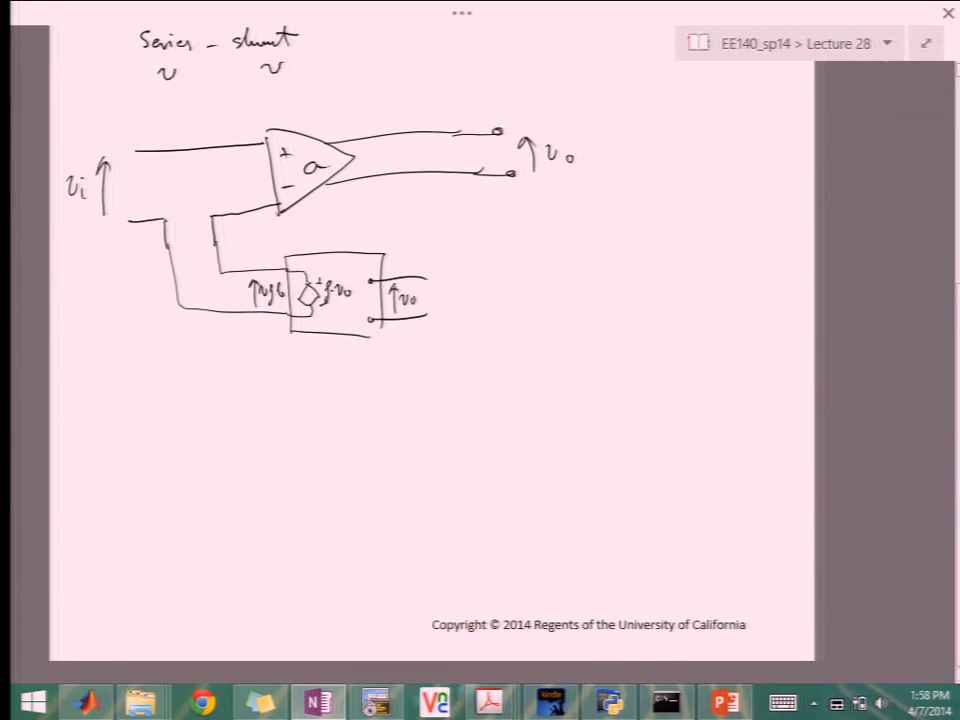 Series - shunt
v v
EE140_sp14 > Lecture 28
vi
+
a
-
vo
vfb
+
f·vo
vo
Copyright © 2014 Regents of the University of California
1:58 PM
4/7/2014